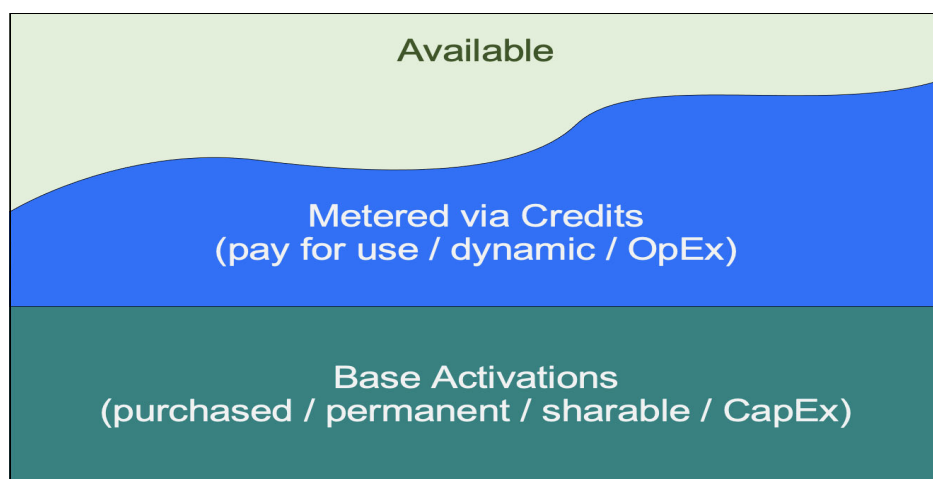 Available
Metered via Credits
(pay for use / dynamic / OpEx)
Base Activations
(purchased / permanent / sharable / CapEx)